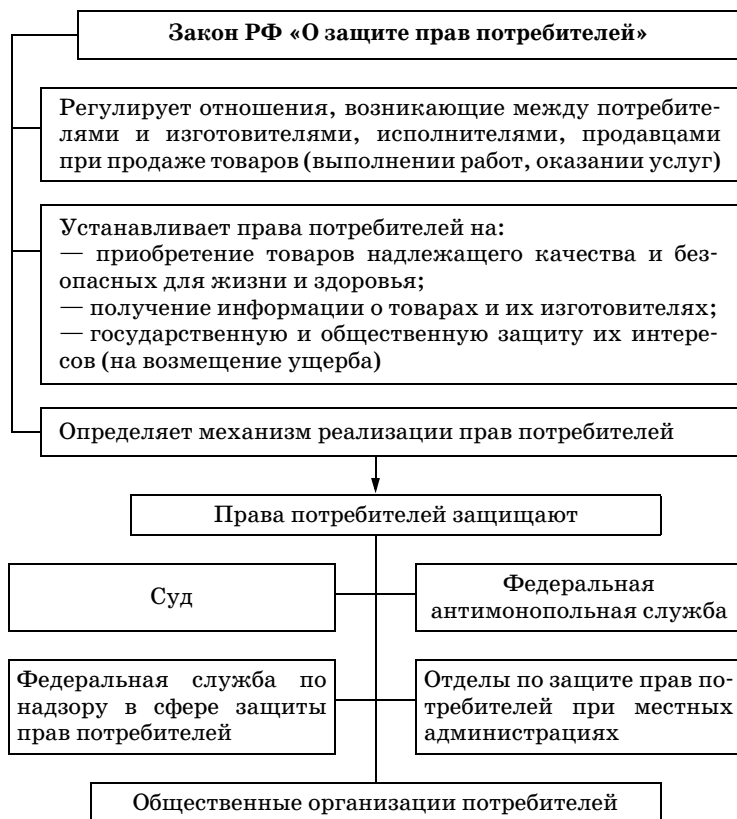 Закон РФ «О защите прав потребителей»
Регулирует отношения, возникающие между потребите-
лями и изготовителями, исполнителями, продавцами
при продаже товаров (выполнении работ, оказании услуг)
Устанавливает права потребителей на:
— приобретение товаров надлежащего качества и без-
опасных для жизни и здоровья;
— получение информации о товарах и их изготовителях;
— государственную и общественную защиту их интере-
сов (на возмещение ущерба)
Определяет механизм реализации прав потребителей
Права потребителей защищают
Суд
Федеральная
антимонопольная служба
Федеральная служба по
надзору в сфере защиты
прав потребителей
Отделы по защите прав по-
требителей при местных
администрациях
Общественные организации потребителей